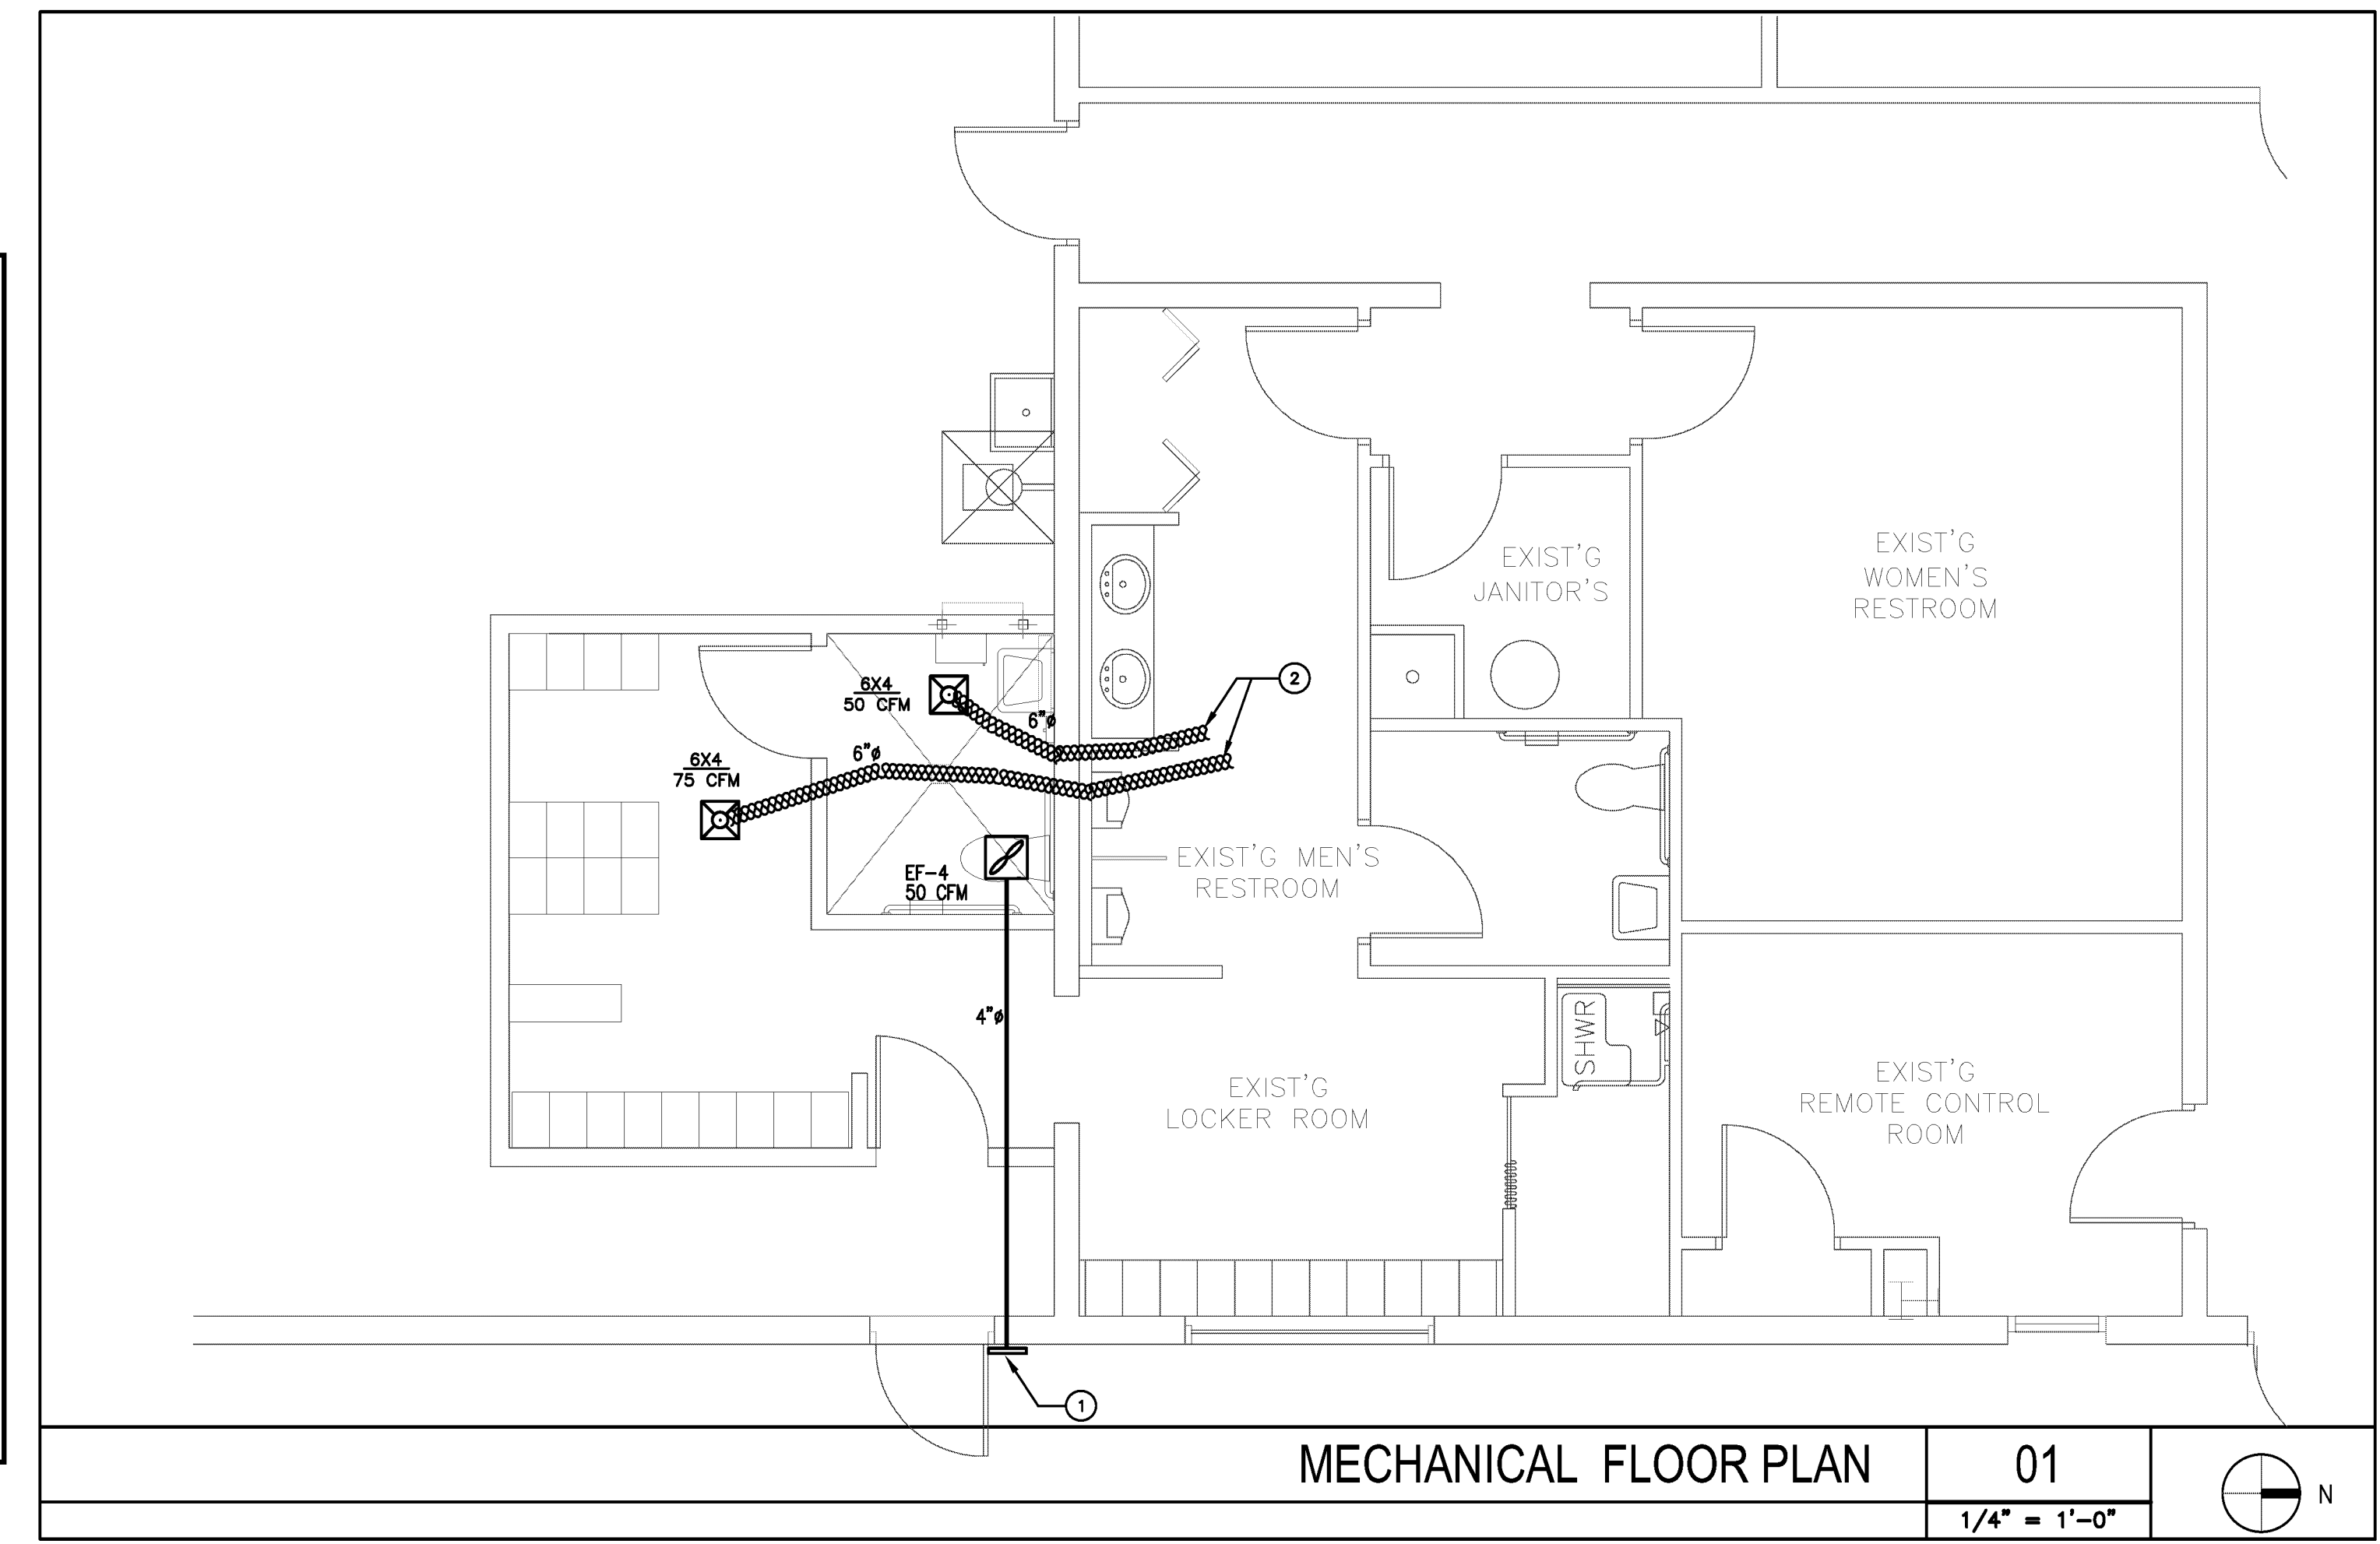 EXIST'G
JANITOR'S
EXIST'G
WOMEN'S
RESTROOM
6X4
50 CFM
6"ø
2
6"ø
6X4
75 CFM
EF-4
50 CFM
EXIST'G MEN'S
RESTROOM
4"ø
SHWR
EXIST'G
LOCKER ROOM
EXIST'G
REMOTE CONTROL
ROOM
1
MECHANICAL FLOOR PLAN
01
1/4" = 1'-0"
N